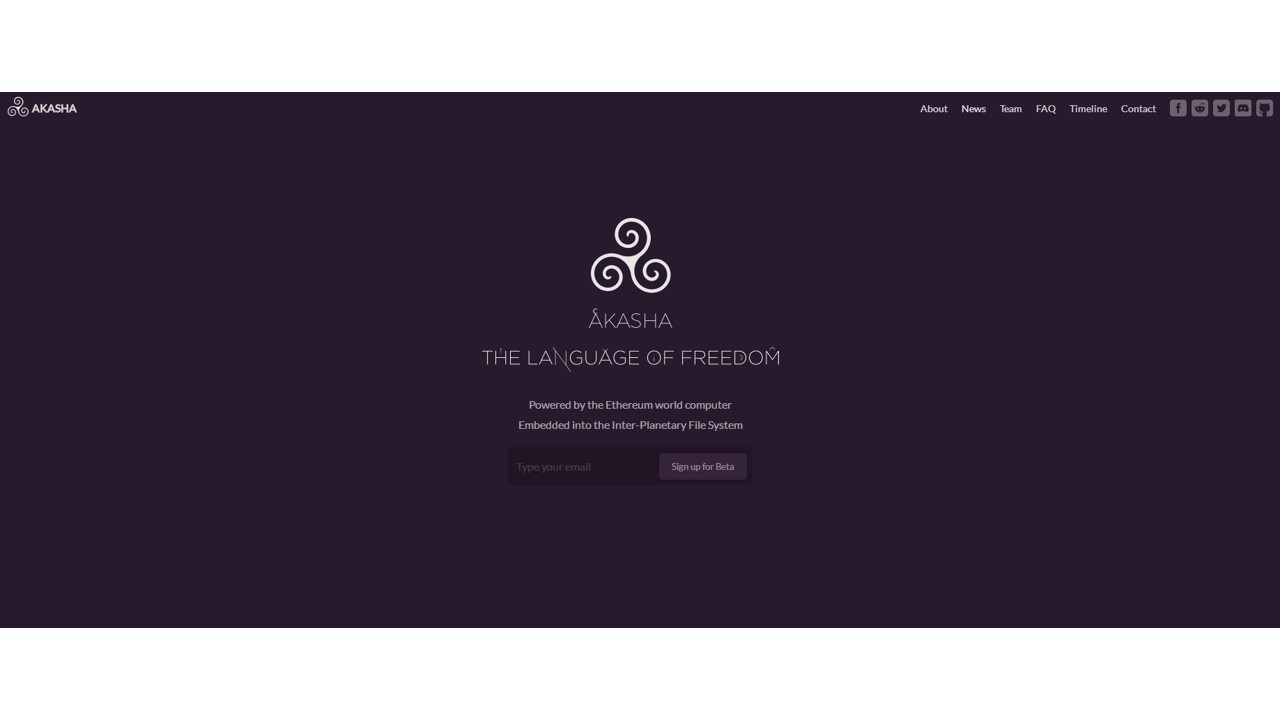 AKASHA
About News Team FAQ Timeline Contact
AKASHA
THE LANGUAGE OF FREEDOM
Powered by the Ethereum world computer
Embedded into the Inter-Planetary File System
Type your email
Sign up for Beta